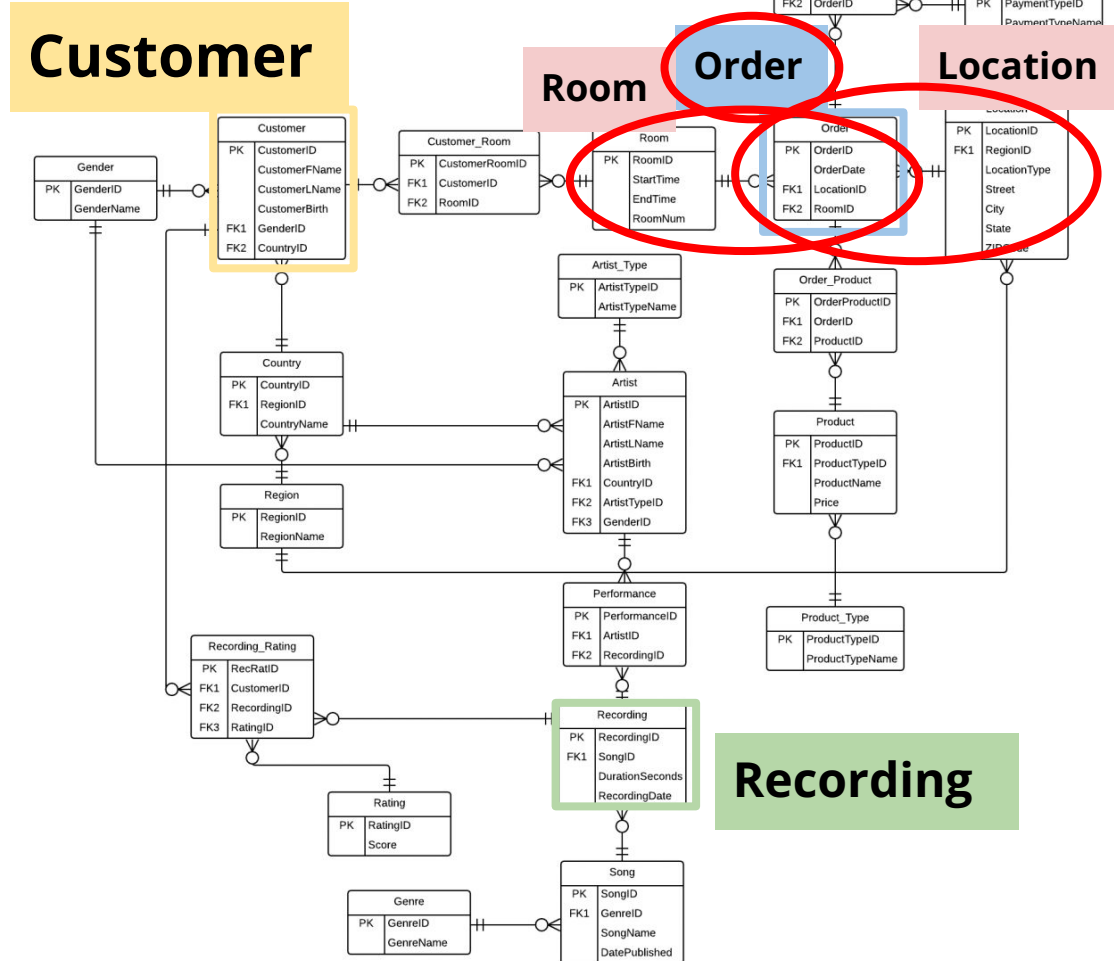 FK2 OrderID
PK PaymentTypeID
PaymentTypeName
Customer
Room
Order
Location
Customer
PK CustomerID
CustomerFName
CustomerLName
CustomerBirth
FK1 GenderID
FK2 CountryID
Gender
PK GenderID
GenderName
Customer_Room
PK CustomerRoomID
FK1 CustomerID
FK2 RoomID
Room
PK RoomID
StartTime
EndTime
RoomNum
Order
PK OrderID
OrderDate
FK1 LocationID
FK2 RoomID
Location
PK LocationID
FK1 RegionID
LocationType
Street
City
State
Artist_Type
PK ArtistTypeID
ArtistTypeName
Order_Product
PK OrderProductID
FK1 OrderID
FK2 ProductID
Country
PK CountryID
FK1 RegionID
CountryName
Artist
PK ArtistID
ArtistFName
ArtistLName
ArtistBirth
FK1 CountryID
FK2 ArtistTypeID
FK3 GenderID
Product
PK ProductID
FK1 ProductTypeID
ProductName
Price
Region
PK RegionID
RegionName
Performance
PK PerformanceID
FK1 ArtistID
FK2 RecordingID
Product_Type
PK ProductTypeID
ProductTypeName
Recording_Rating
PK RecRatID
FK1 CustomerID
FK2 RecordingID
FK3 RatingID
Recording
PK RecordingID
FK1 SongID
DurationSeconds
RecordingDate
Recording
Rating
PK RatingID
Score
Song
PK SongID
FK1 GenreID
SongName
DatePublished
Genre
PK GenreID
GenreName